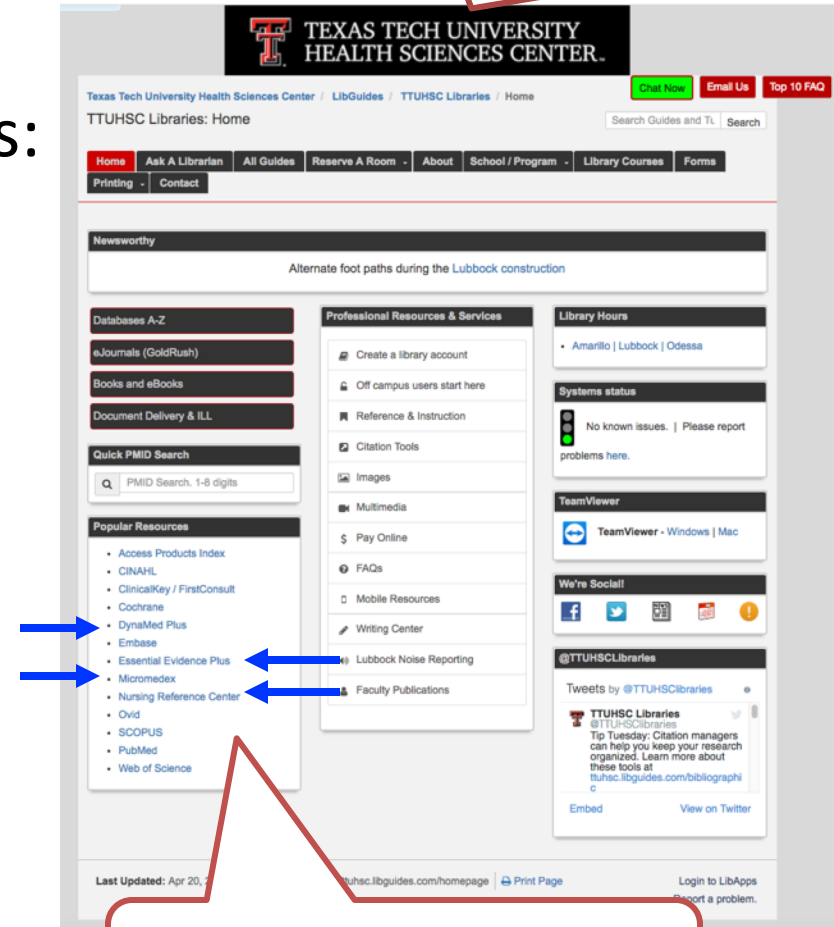 TEXAS TECH UNIVERSITY
HEALTH SCIENCES CENTER.
s:
Chat Now
Email Us
Top 10 FAQ
Texas Tech University Health Sciences Center / LibGuides / TTUHSC Libraries / Home
TTUHSC Libraries: Home
Search Guides and Tu
Search
Home
Ask A Librarian
All Guides
Reserve A Room
About
School / Program
Library Courses
Forms
Printing
Contact
Newsworthy
Alternate foot paths during the Lubbock construction
Databases A-Z
eJournals (GoldRush)
Books and eBooks
Document Delivery & ILL
Quick PMID Search
PMID Search. 1-8 digits
Popular Resources
Access Products Index
CINAHL
ClinicalKey / FirstConsult
Cochrane
DynaMed Plus
Embase
Essential Evidence Plus
Micromedex
Nursing Reference Center
Ovid
SCOPUS
PubMed
Web of Science
Professional Resources & Services
Create a library account
Off campus users start here
Reference & Instruction
Citation Tools
Images
Multimedia
$ Pay Online
FAQs
Mobile Resources
Writing Center
Lubbock Noise Reporting
Faculty Publications
Library Hours
Amarillo | Lubbock | Odessa
Systems status
No known issues. | Please report
problems here.
TeamViewer
TeamViewer - Windows | Mac
We're Social!
@TTUHSCLibraries
Tweets by @TTUHSClibraries
TTUHSC Libraries
@TTUHSClibraries
Tip Tuesday: Citation managers
can help you keep your research
organized. Learn more about
these tools at
ttuhsc.libguides.com/bibliographi
c
Embed
View on Twitter
Last Updated: Apr 20,
tuhsc.libguides.com/homepage
Print Page
Login to LibApps
Report a problem.